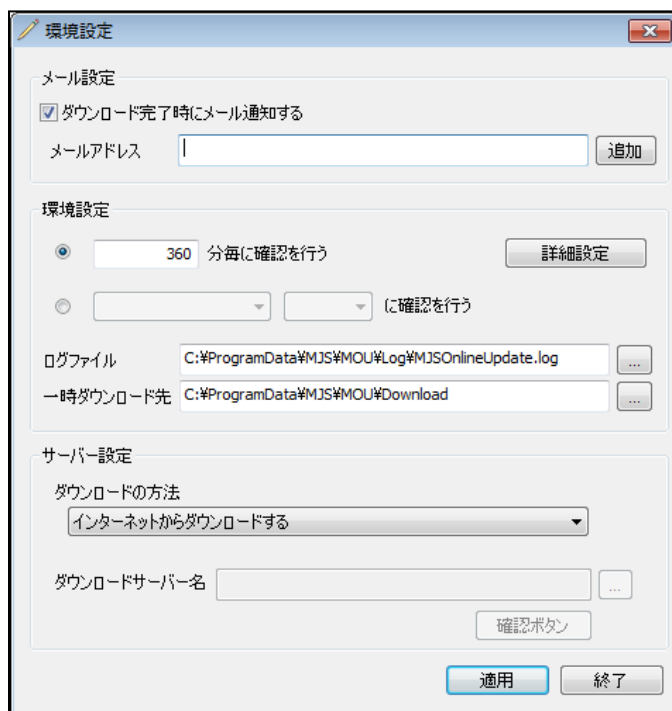 環境設定
メール設定
ダウンロード完了時にメール通知する
メールアドレス 追加
環境設定
360 分毎に確認を行う 詳細設定
に確認を行う
ログファイル C:¥ProgramData¥MJS¥MOU¥Log¥MJSOnlineUpdate.log ...
一時ダウンロード先 C:¥ProgramData¥MJS¥MOU¥Download ...
サーバー設定
ダウンロードの方法
インターネットからダウンロードする
ダウンロードサーバー名 ...
確認ボタン
適用 終了